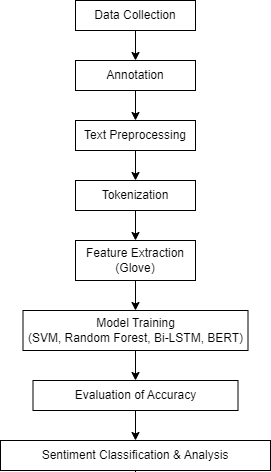 Data Collection
Annotation
Text Preprocessing
Tokenization
Feature Extraction
(Glove)
Model Training
(SVM, Random Forest, Bi-LSTM, BERT)
Evaluation of Accuracy
Sentiment Classification & Analysis